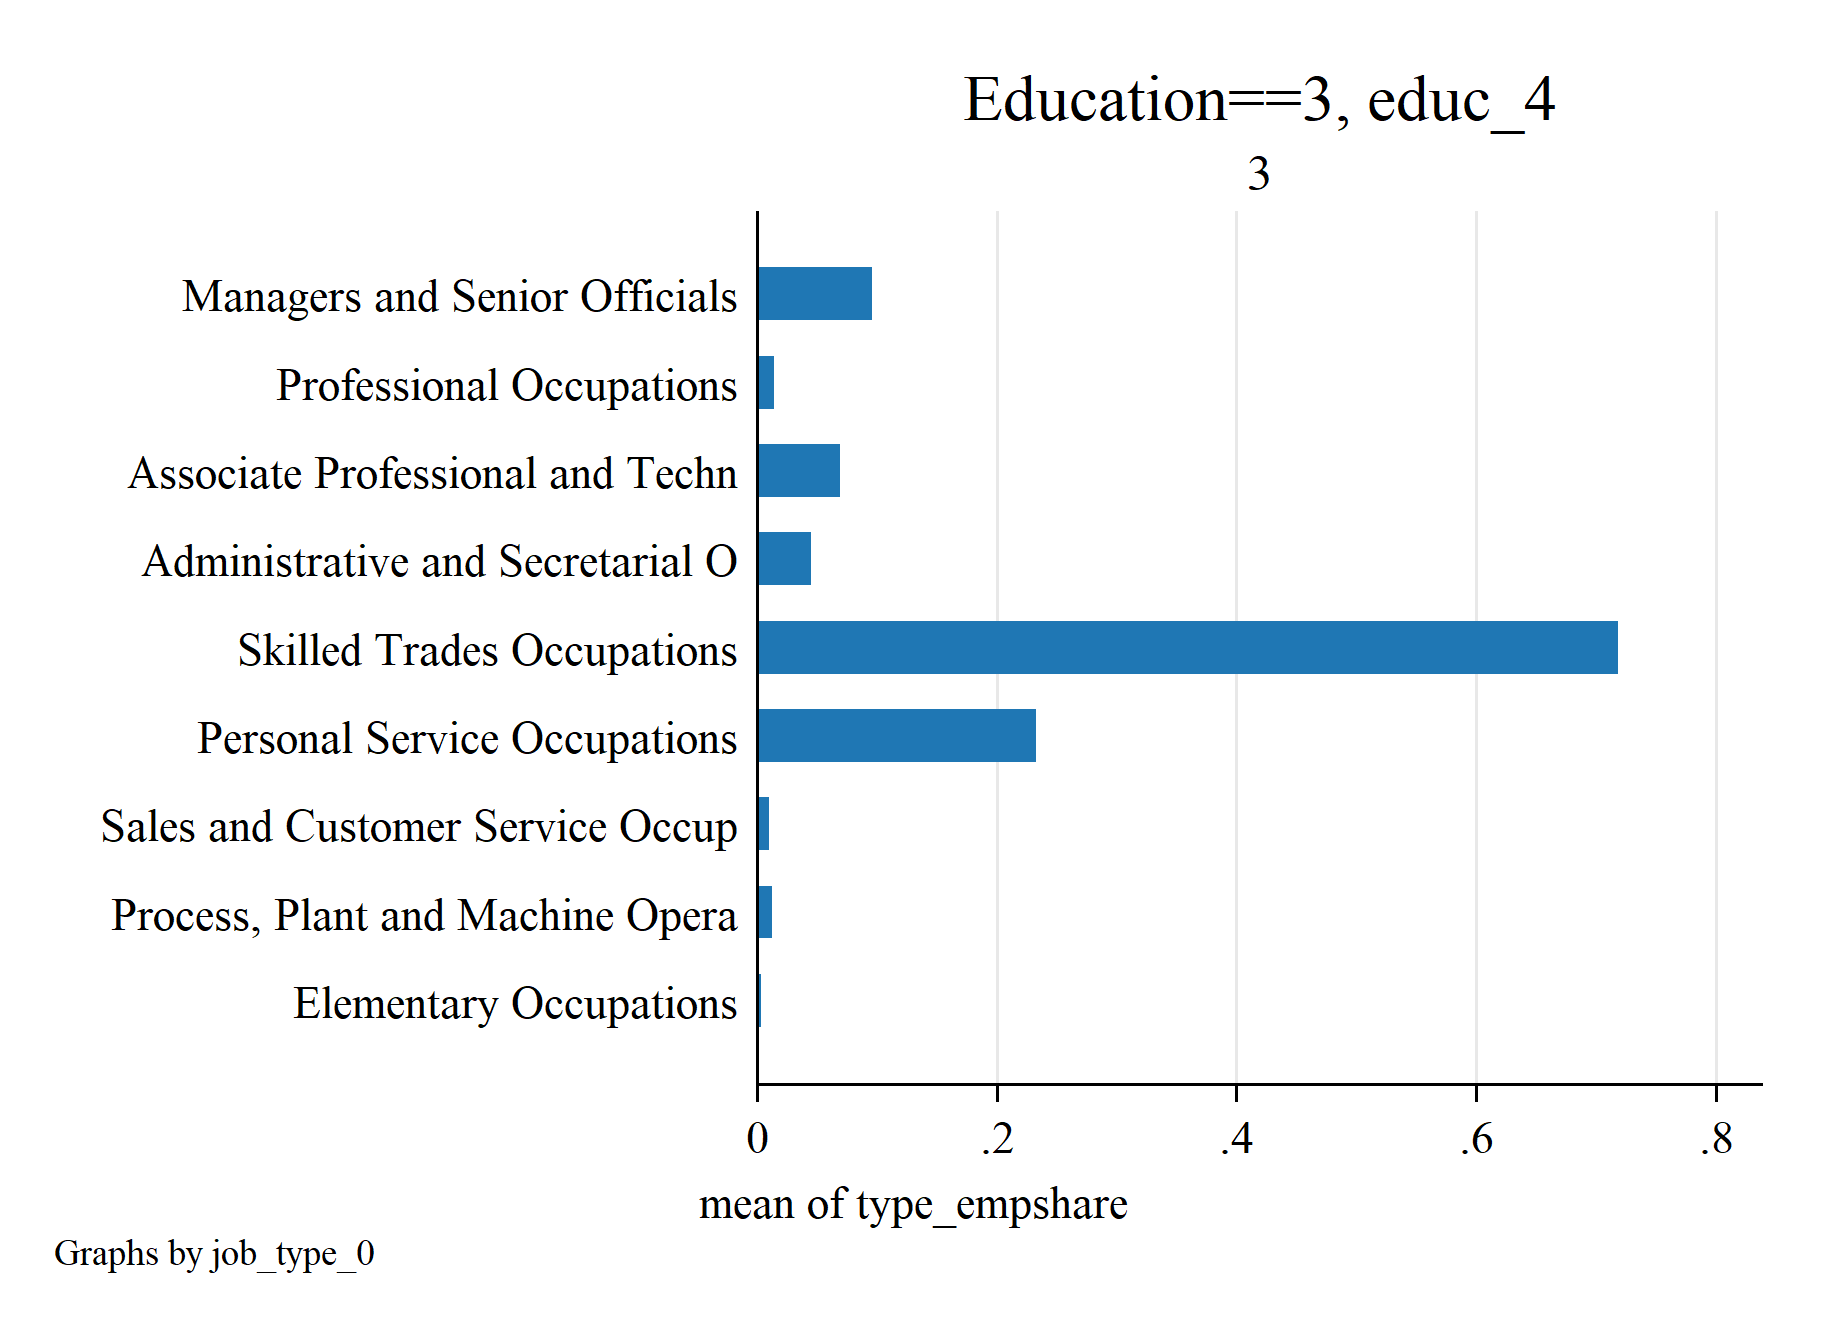 Education==3, educ_4
3
Managers and Senior Officials
Professional Occupations
Associate Professional and Techn
Administrative and Secretarial O
Skilled Trades Occupations
Personal Service Occupations
Sales and Customer Service Occup
Process, Plant and Machine Opera
Elementary Occupations
0 .2 .4 .6 .8
mean of type_empshare
Graphs by job_type_0